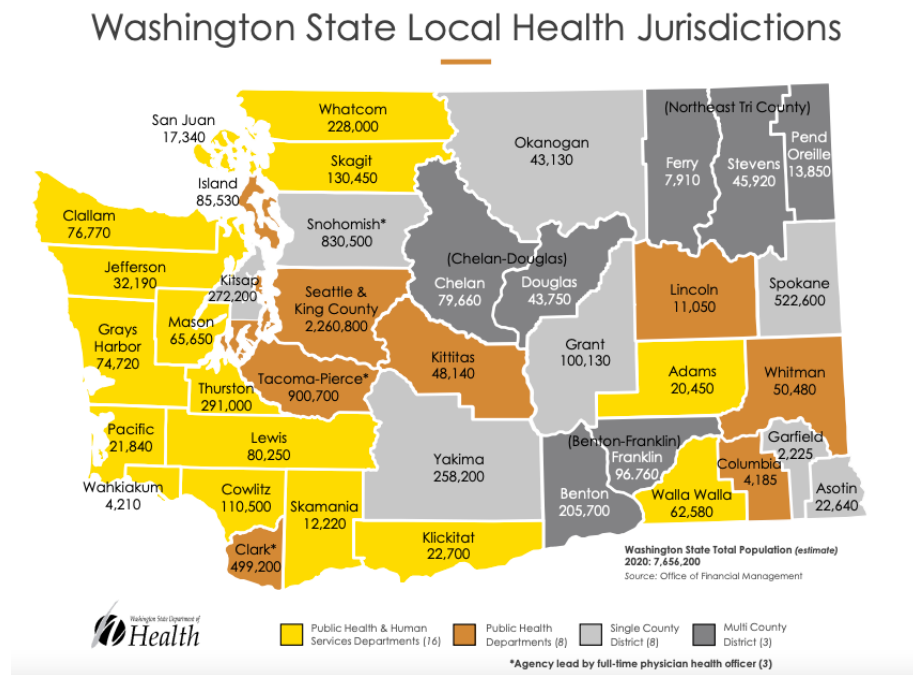 Washington State Local Health Jurisdictions
Whatcom
228,000
San Juan
17,340
Skagit
130,450
Island
85,530
Okanogan
43,130
(Northeast Tri County)
Ferry
7,910
Stevens
45,920
Pend
Oreille
13,850
Clallam
76,770
Snohomish*
830,500
Jefferson
32,190
Kitsap
272,200
(Chelan-Douglas)
Chelan
79,660
Douglas
43,750
Seattle &
King County
2,260,800
Lincoln
11,050
Spokane
522,600
Grays
Harbor
74,720
Mason
65,650
Kittitas
48,140
Grant
100,130
Adams
20,450
Whitman
50,480
Thurston
291,000
Tacoma-Pierce*
900,700
Pacific
21,840
Lewis
80,250
Yakima
258,200
(Benton-Franklin)
Franklin
96,760
Benton
205,700
Columbia
4,185
Garfield
2,225
Asotin
22,640
Walla Walla
62,580
Wahkiakum
4,210
Cowlitz
110,500
Skamania
12,220
Klickitat
22,700
Clark*
499,200
Washington State Total Population (estimate)
2020: 7,656,200
Source: Office of Financial Management
Washington State Department of
Health
Public Health & Human
Services Departments (16)
Public Health
Departments (8)
Single County
District (8)
Multi County
District (3)
*Agency lead by full-time physician health officer (3)